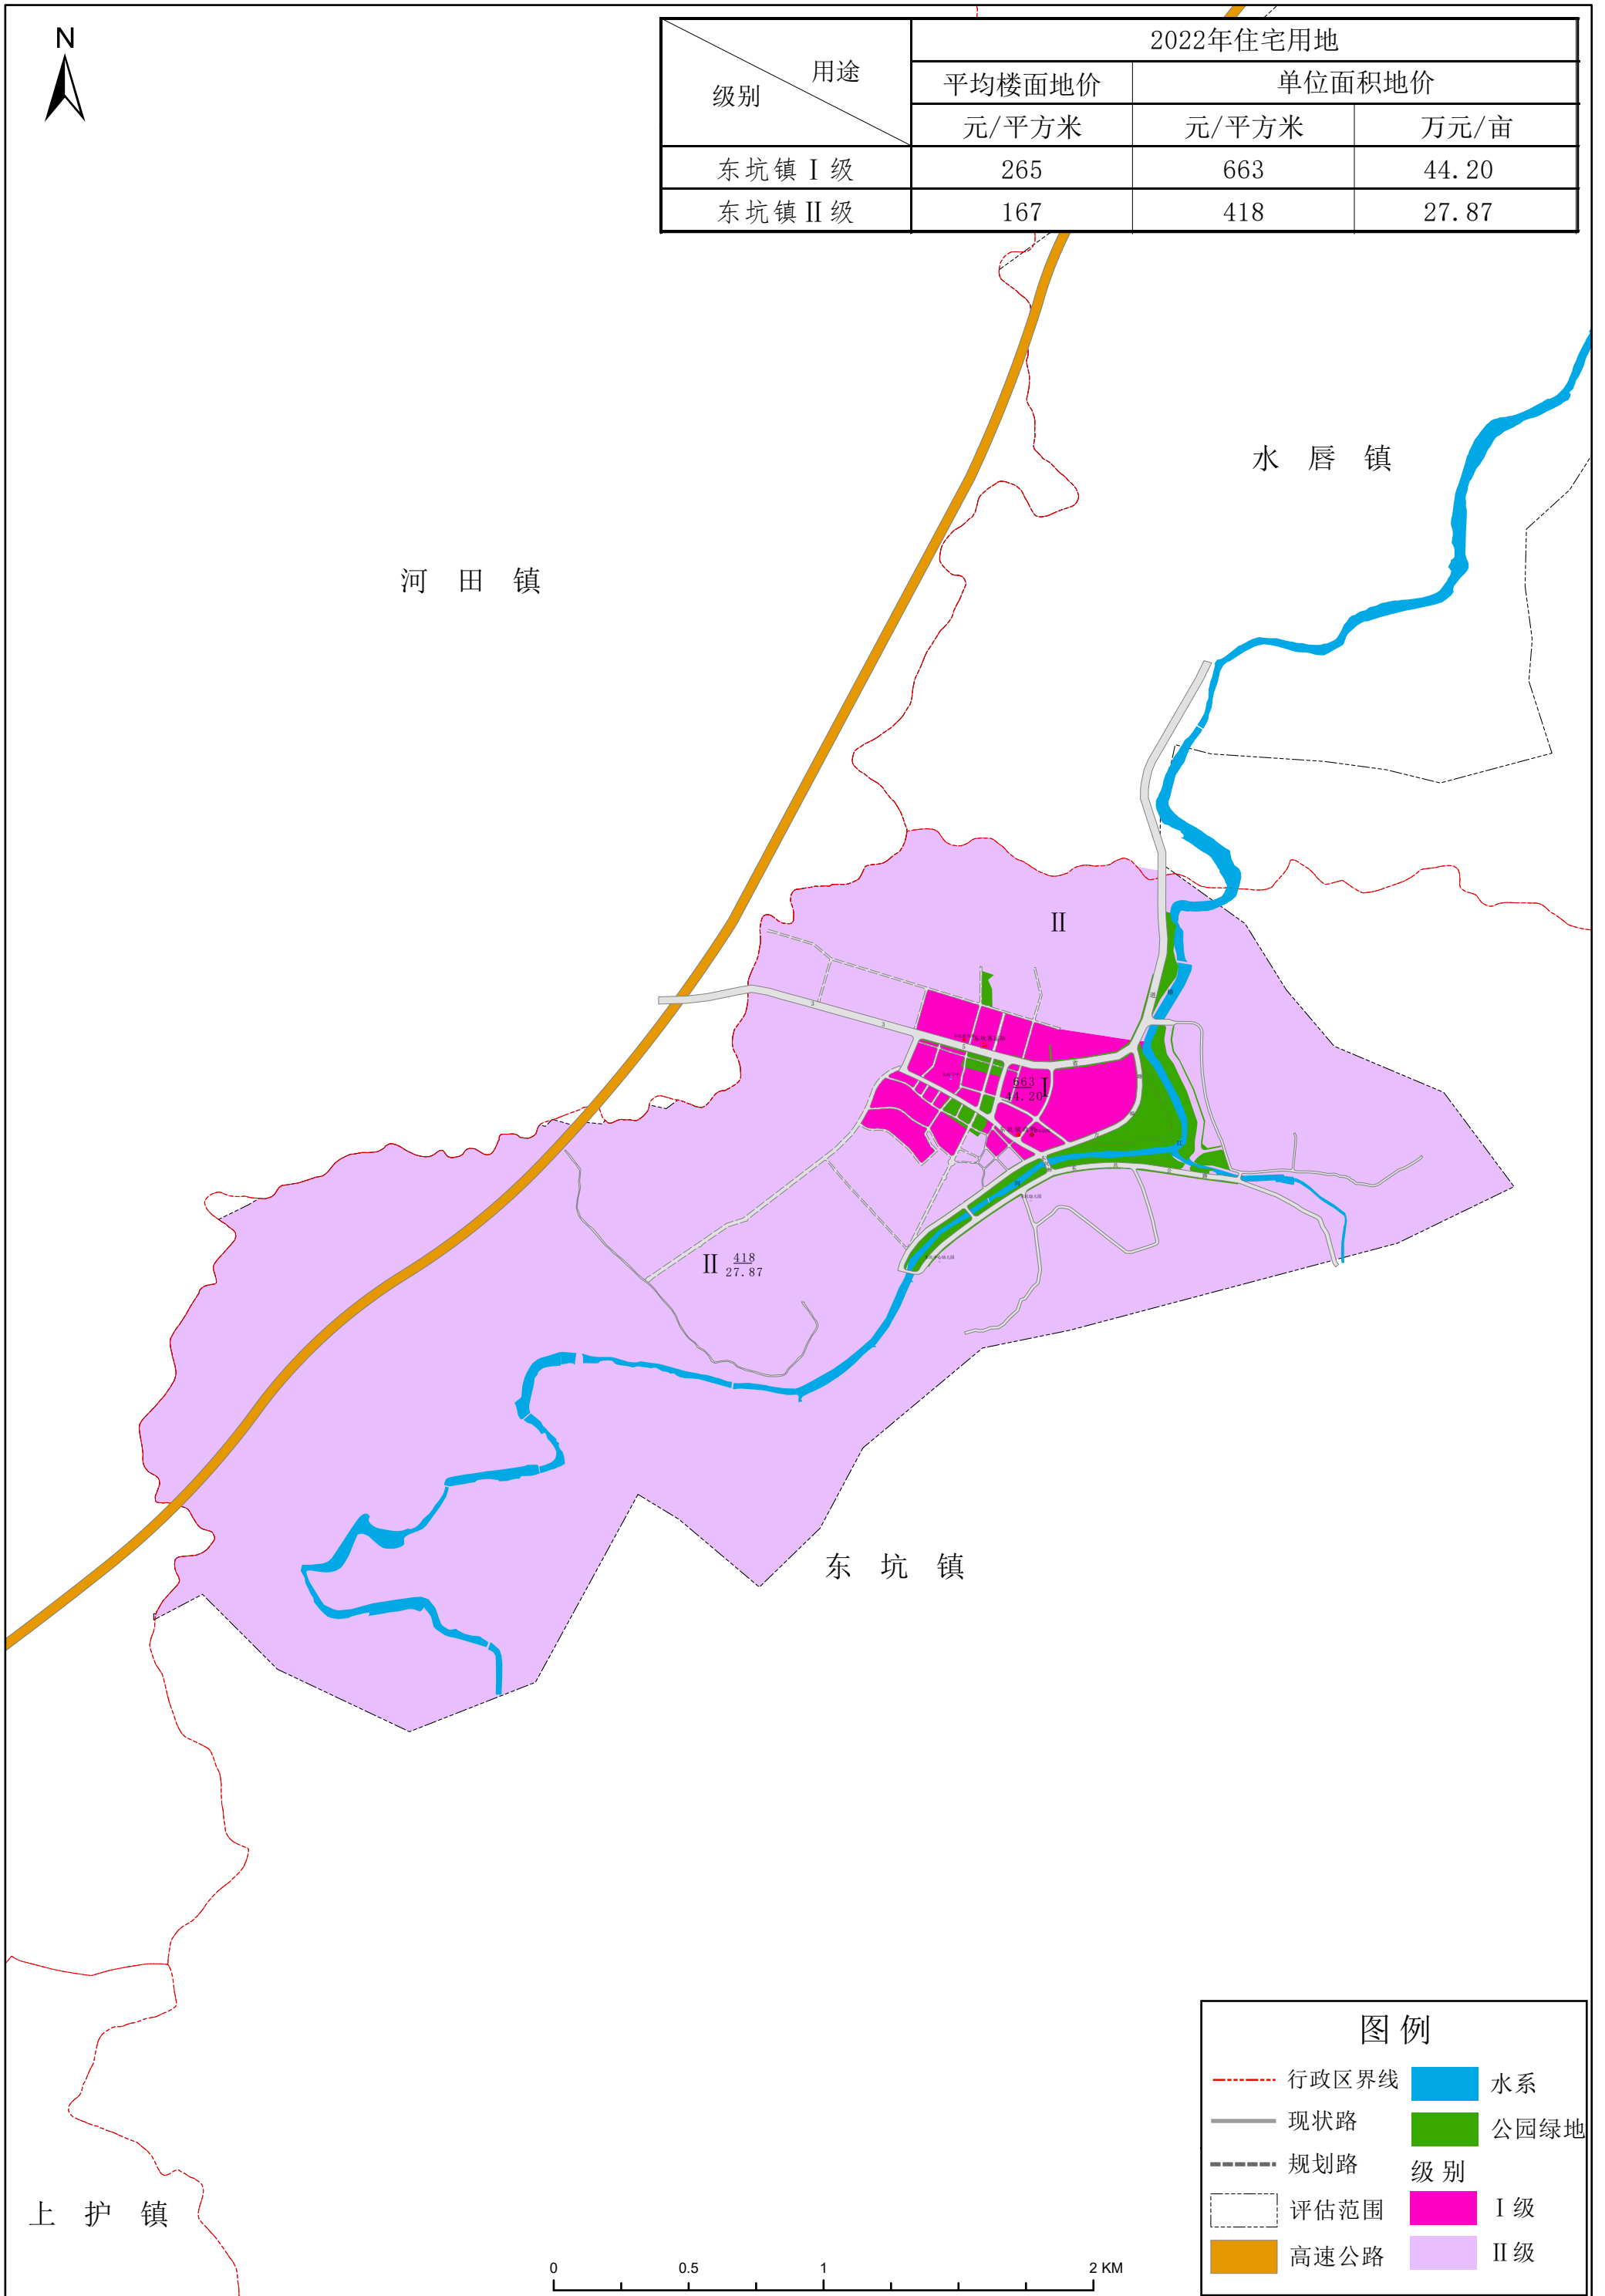 N
用途
级别
2022年住宅用地
平均楼面地价
单位面积地价
元/平方米
元/平方米
万元/亩
东坑镇Ⅰ级
265
663
44.20
东坑镇Ⅱ级
167
418
27.87
水唇镇
河田镇
Ⅱ
663
44.20
Ⅰ
Ⅱ
418
27.87
东坑镇
上护镇
0
0.5
1
2 KM
图例
行政区界线
水系
现状路
公园绿地
规划路
级别
评估范围
Ⅰ级
高速公路
Ⅱ级